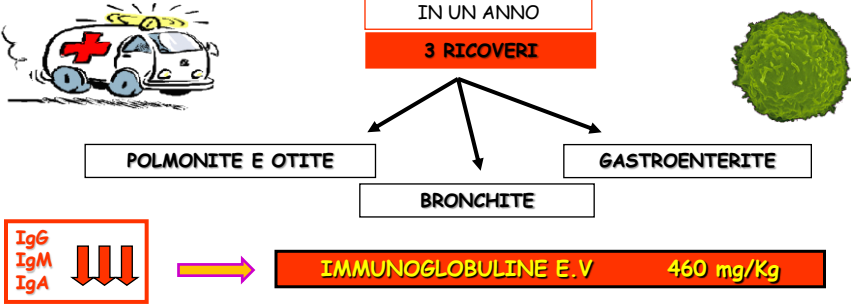 IN UN ANNO
3 RICOVERI
POLMONITE E OTITE
GASTROENTERITE
BRONCHITE
IgG
IgM
IgA
IMMUNOGLOBULINE E.V 460 mg/Kg